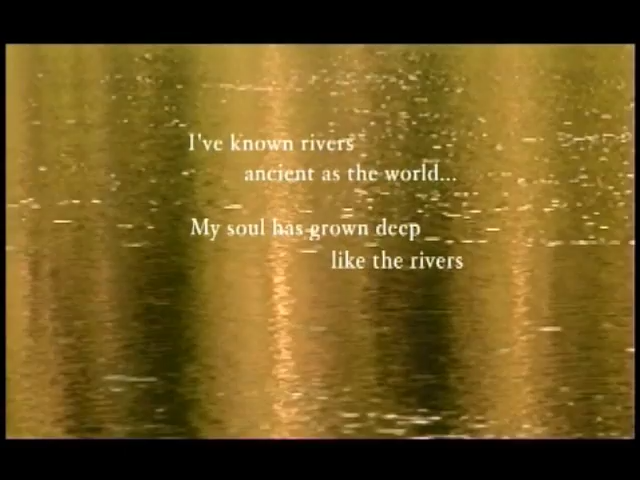 I've known rivers
ancient as the world...
My soul has grown deep
like the rivers